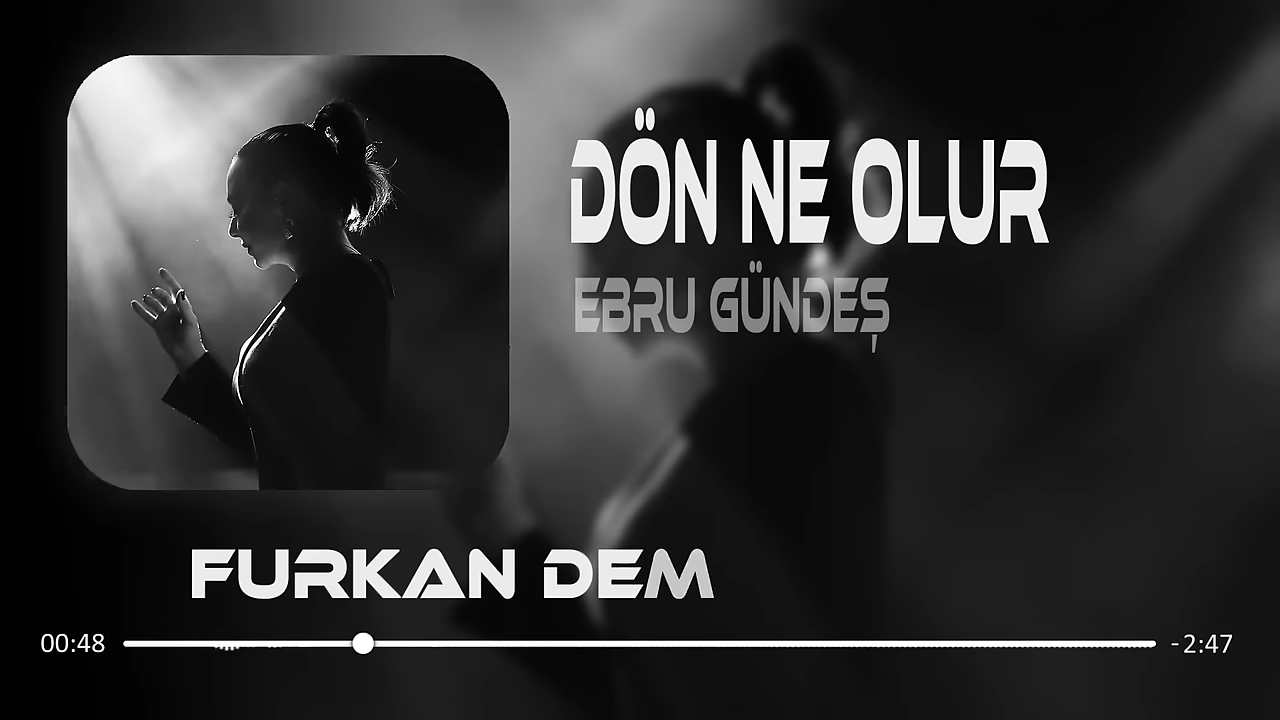 DÖN NE OLUR
EBRU GÜNDEŞ
FURKAN DEM
00:48
-2:47